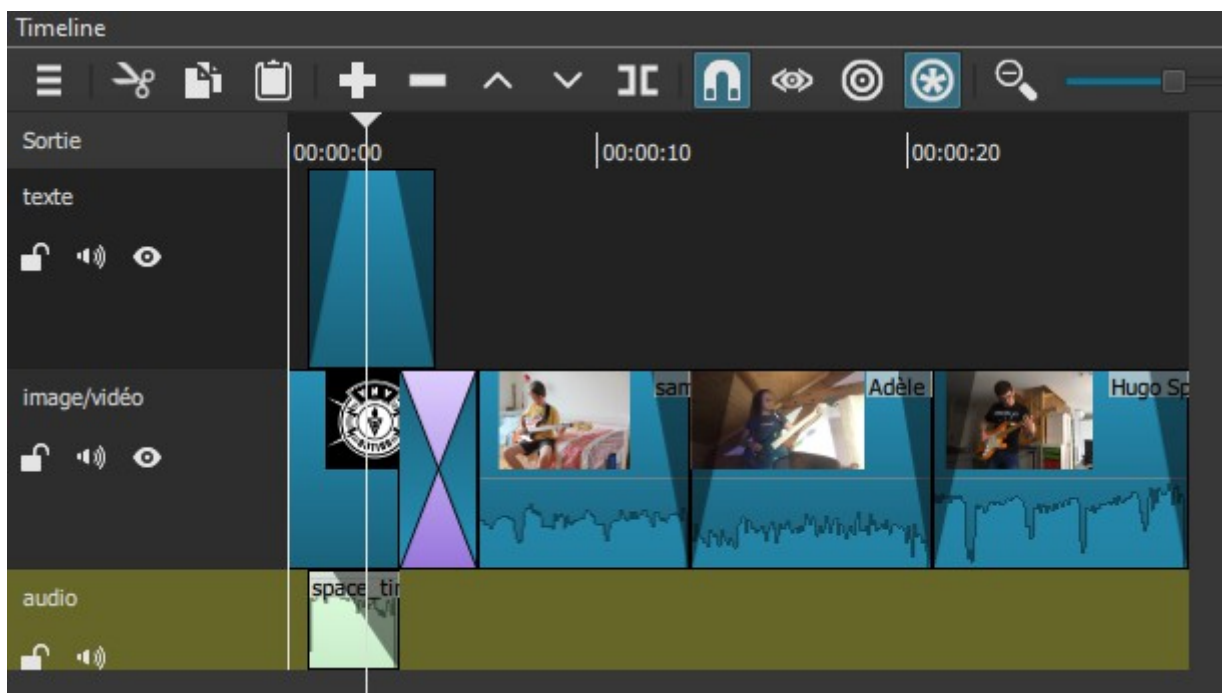 Timeline
Sortie
00:00:00
00:00:10
00:00:20
texte
image/vidéo
sam
Adèle
Hugo Sp
audio
space_tir